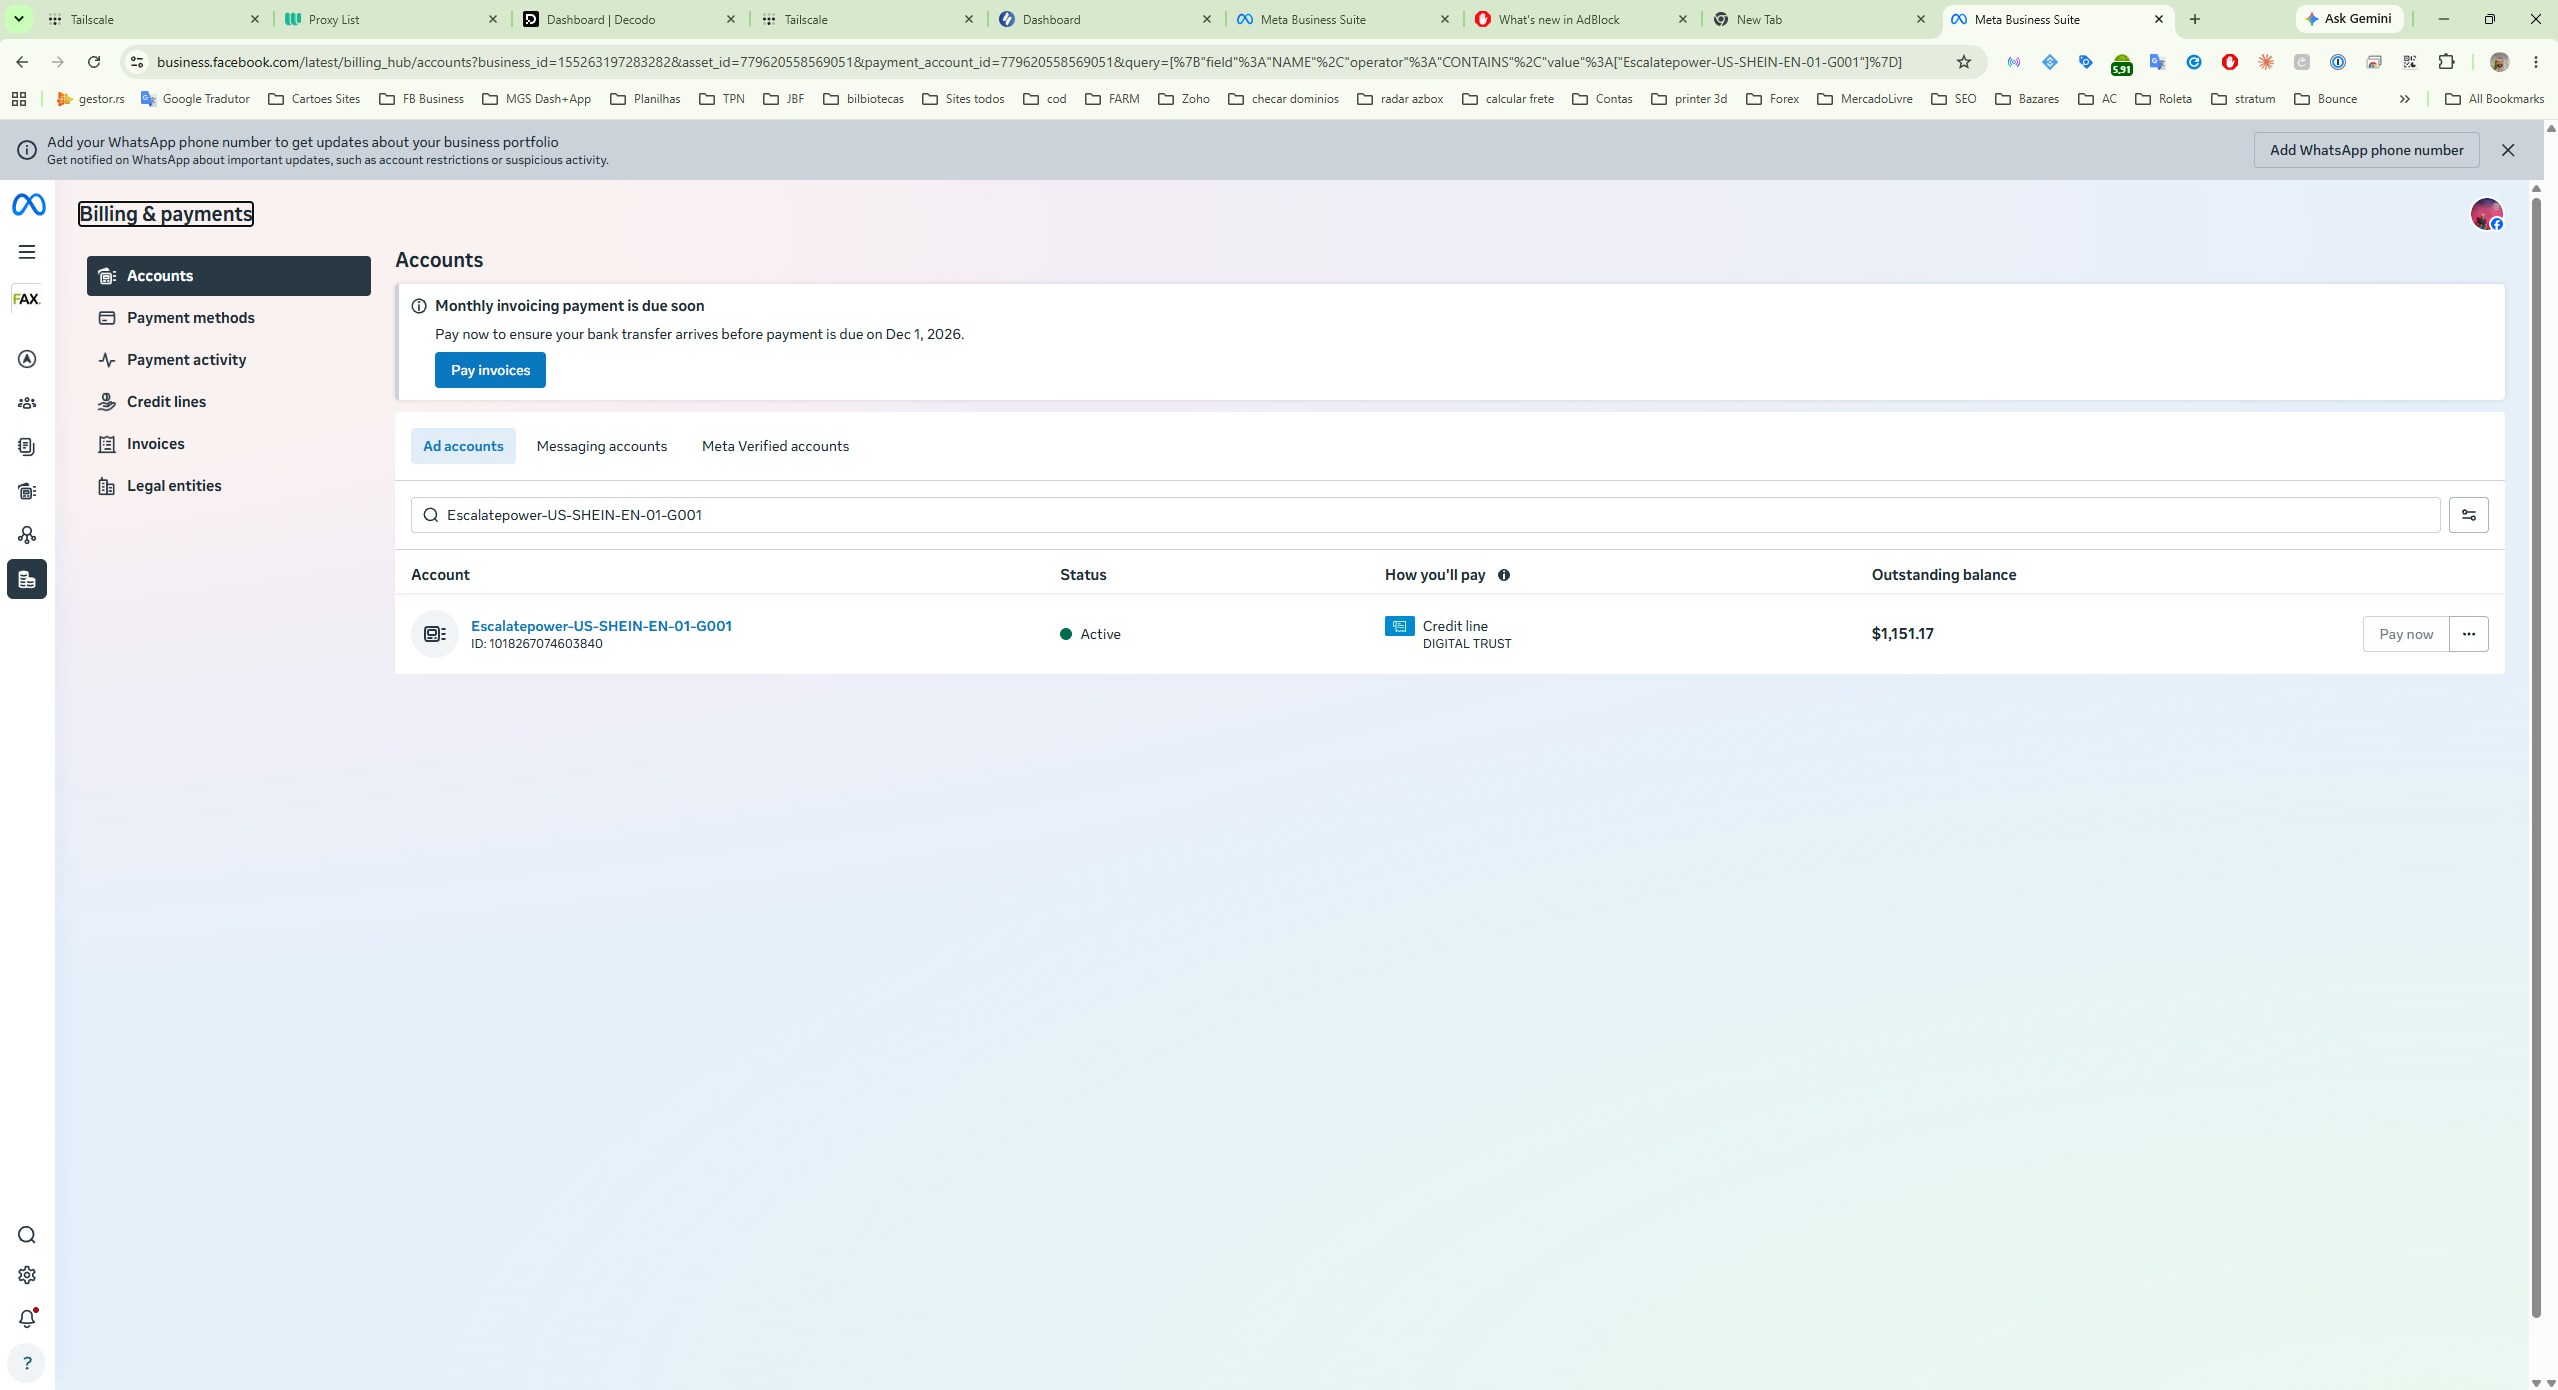 Tailscale
Proxy List
Dashboard | Decodo
Tailscale
Dashboard
Meta Business Suite
What's new in AdBlock
New Tab
Meta Business Suite
Ask Gemini
business.facebook.com/latest/billing_hub/accounts?business_id=155263197283282&asset_id=779620558569051&payment_account_id=779620558569051&query=[%7B"field"%3A"NAME"%2C"operator"%3A"CONTAINS"%2C"value"%3A["Escalatepower-US-SHEIN-EN-01-G001"]%7D]
5,91
gestor.rs
Google Tradutor
Cartoes Sites
FB Business
MGS Dash+App
Planilhas
TPN
JBF
bilbiotecas
Sites todos
cod
FARM
Zoho
checar dominios
radar azbox
calcular frete
Contas
printer 3d
Forex
MercadoLivre
SEO
Bazares
AC
Roleta
stratum
Bounce
All Bookmarks
Add your WhatsApp phone number to get updates about your business portfolio
Get notified on WhatsApp about important updates, such as account restrictions or suspicious activity.
Add WhatsApp phone number
Billing & payments
FAX.
Accounts
Payment methods
Payment activity
Credit lines
Invoices
Legal entities
Accounts
Monthly invoicing payment is due soon
Pay now to ensure your bank transfer arrives before payment is due on Dec 1, 2026.
Pay invoices
Ad accounts
Messaging accounts
Meta Verified accounts
Escalatepower-US-SHEIN-EN-01-G001
Account
Status
How you'll pay
Outstanding balance
Escalatepower-US-SHEIN-EN-01-G001
ID: 1018267074603840
Active
Credit line
DIGITAL TRUST
$1,151.17
Pay now